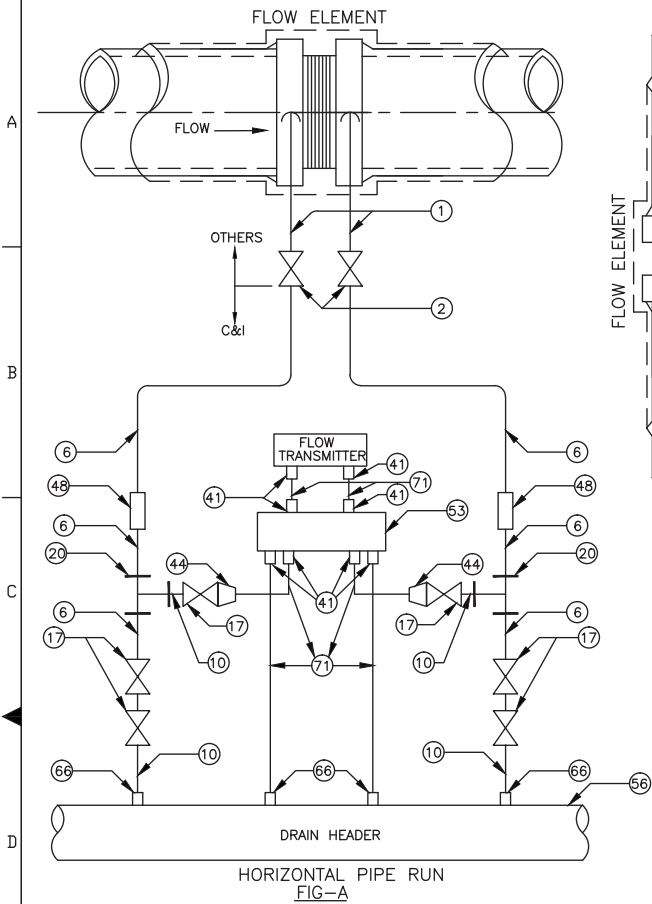 FLOW ELEMENT
A
FLOW
1
OTHERS
FLOW ELEMENT
2
C&I
B
6
FLOW
TRANSMITTER
41
6
48
41
71
48
6
53
6
20
44
44
20
C
41
6
17
17
6
17
10
71
10
17
10
10
66
66
66
56
D
DRAIN HEADER
HORIZONTAL PIPE RUN
FIG-A